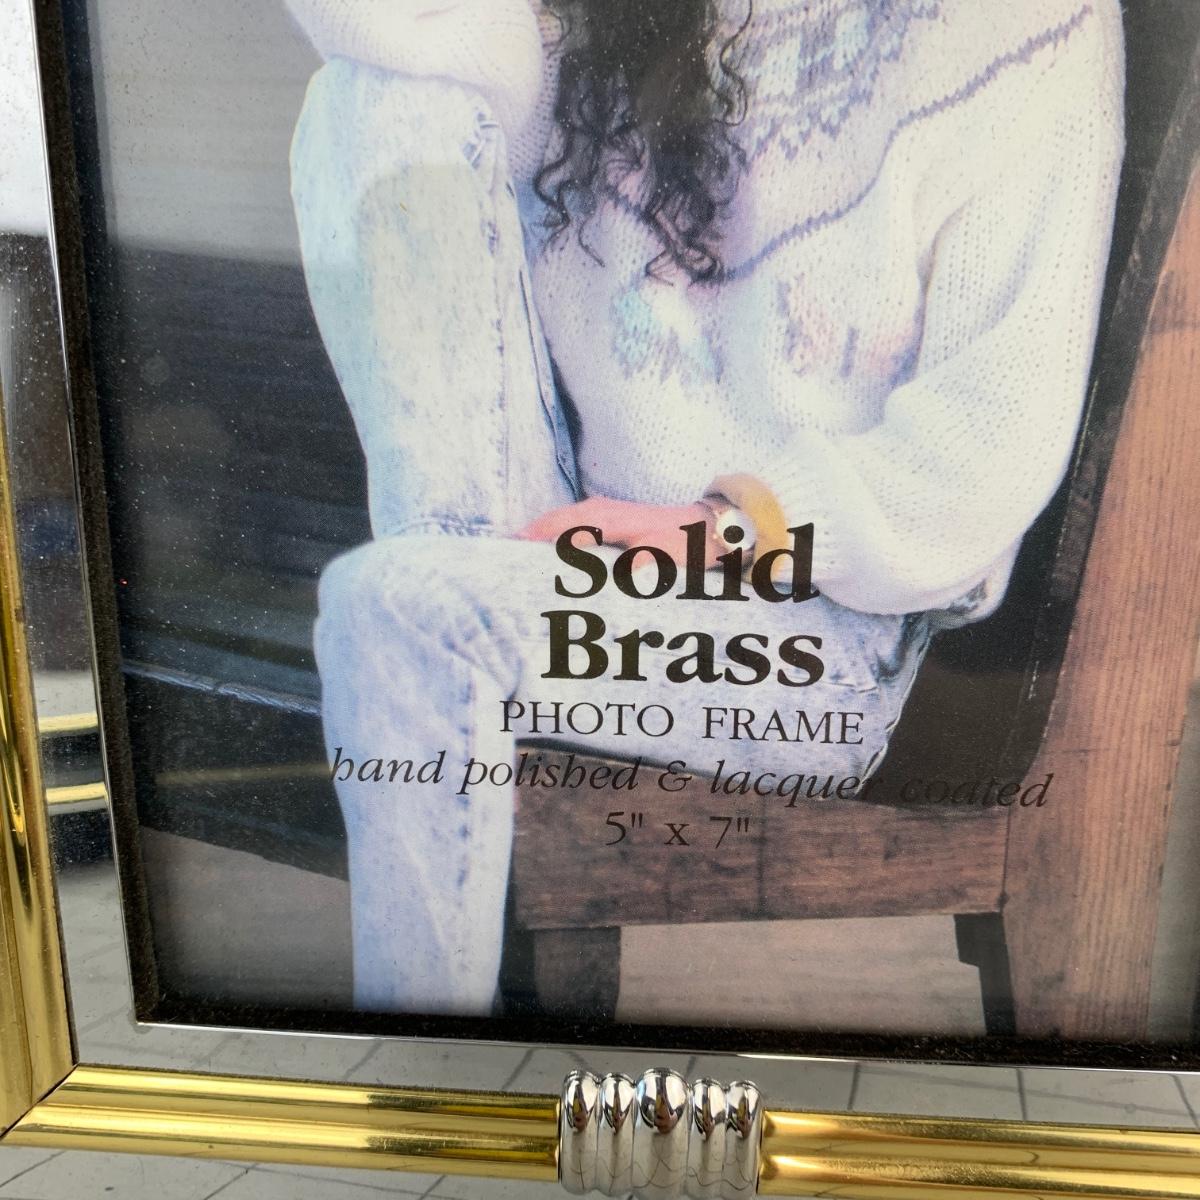 Solid
Brass
PHOTO FRAME
hand polished & lacquer coated
5" x 7"